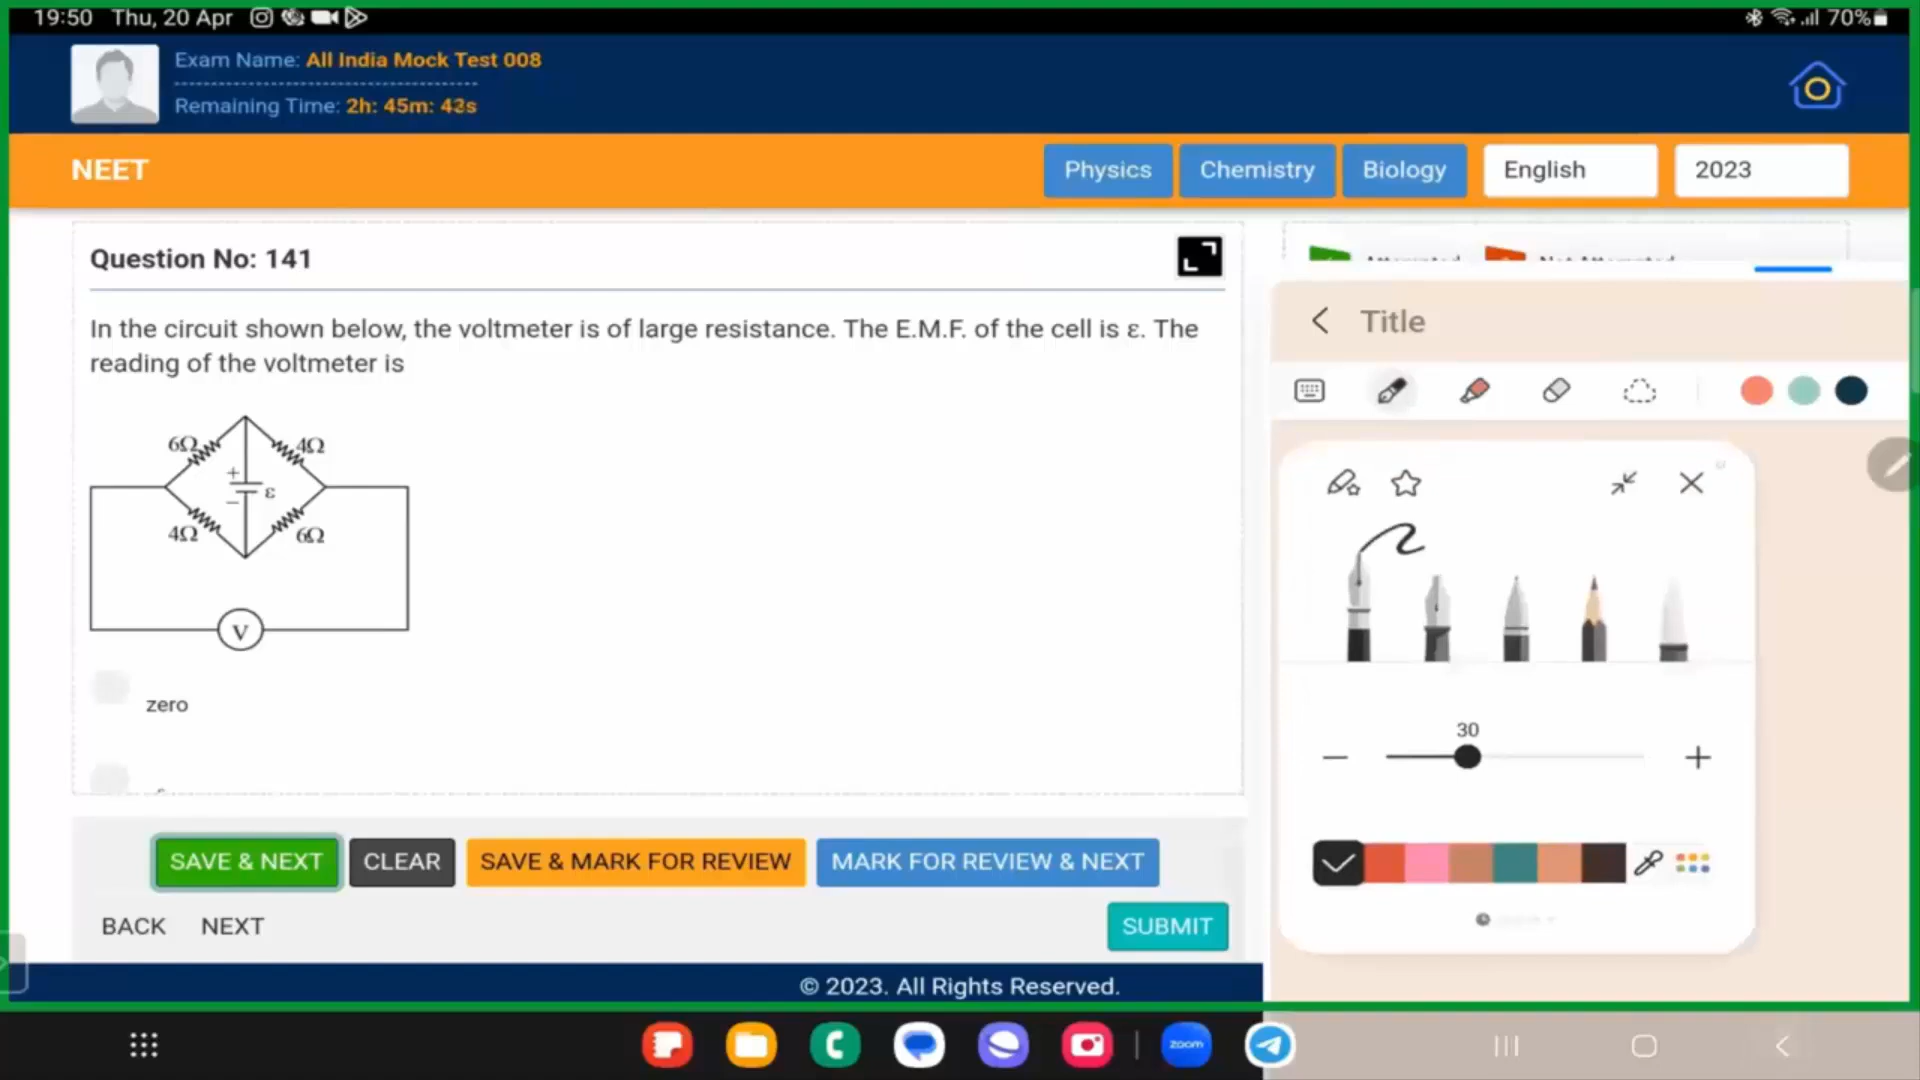 19:50 Thu, 20 Apr
70%
Exam Name: All India Mock Test 008
Remaining Time: 2h: 45m: 43s
NEET
Physics
Chemistry
Biology
English
2023
Question No: 141
Title
In the circuit shown below, the voltmeter is of large resistance. The E.M.F. of the cell is ε. The
reading of the voltmeter is
6Ω
4Ω
+
ε
−
4Ω
6Ω
V
zero
30
SAVE & NEXT
CLEAR
SAVE & MARK FOR REVIEW
MARK FOR REVIEW & NEXT
BACK
NEXT
SUBMIT
© 2023. All Rights Reserved.
zoom